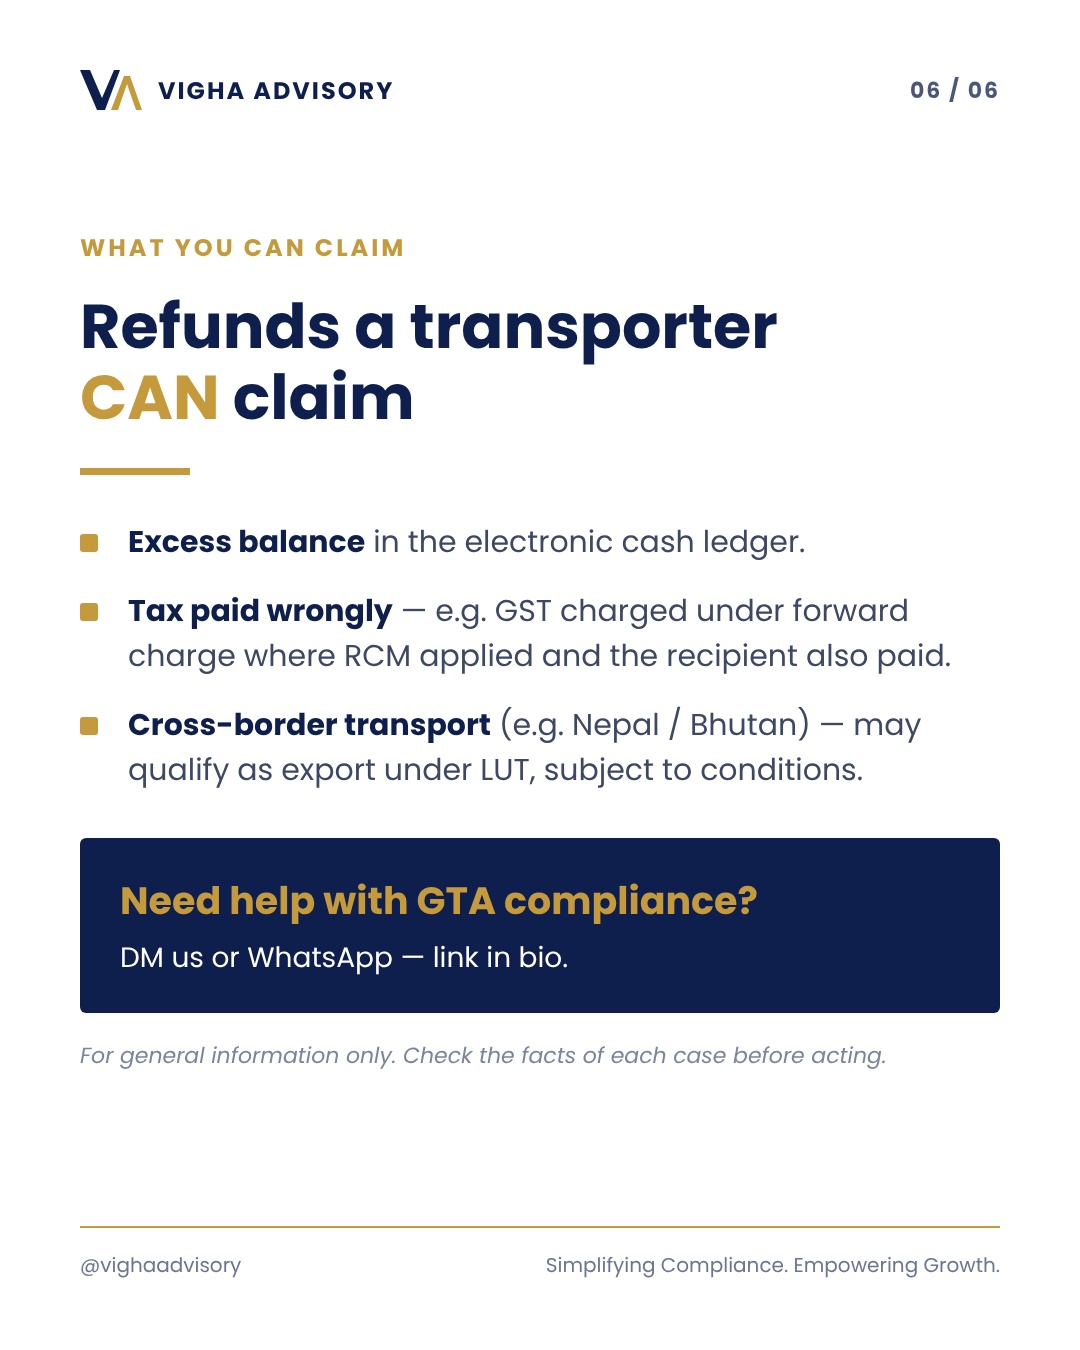 VIGHA ADVISORY
06 / 06
WHAT YOU CAN CLAIM
Refunds a transporter
CAN claim
Excess balance in the electronic cash ledger.
Tax paid wrongly — e.g. GST charged under forward
charge where RCM applied and the recipient also paid.
Cross-border transport (e.g. Nepal / Bhutan) — may
qualify as export under LUT, subject to conditions.
Need help with GTA compliance?
DM us or WhatsApp — link in bio.
For general information only. Check the facts of each case before acting.
@vighaadvisory
Simplifying Compliance. Empowering Growth.